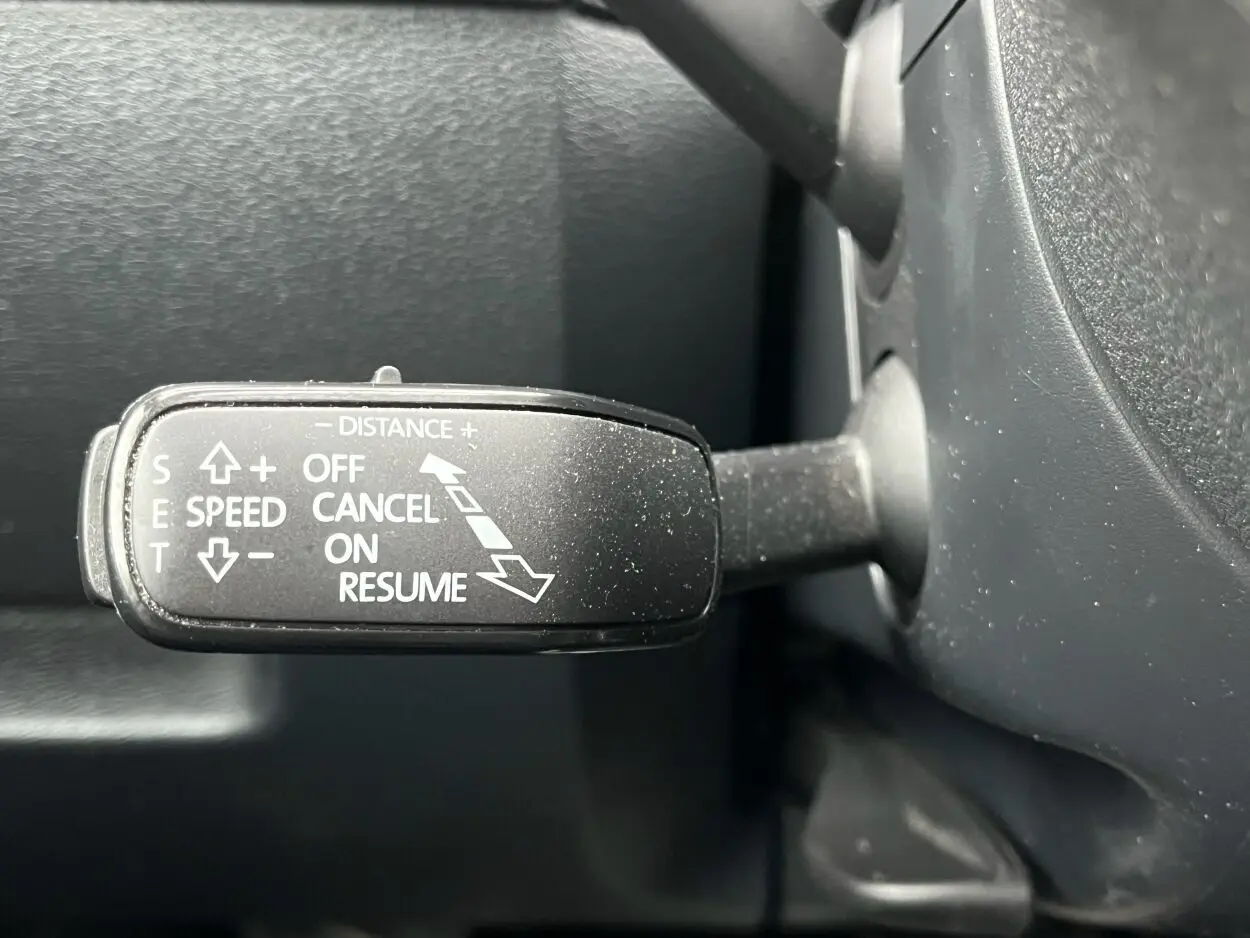 − DISTANCE +
S + OFF
E SPEED CANCEL
T − ON
RESUME